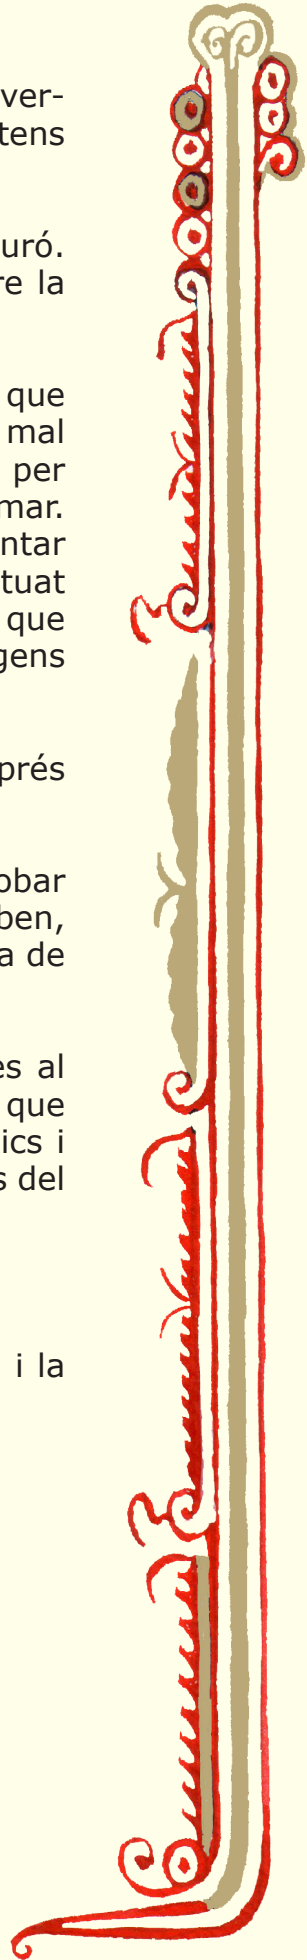 ver-
tens
uró.
re la
que
mal
per
mar.
ntar
tuat
que
gens
prés
obar
ben,
a de
es al
que
ics i
s del
i la